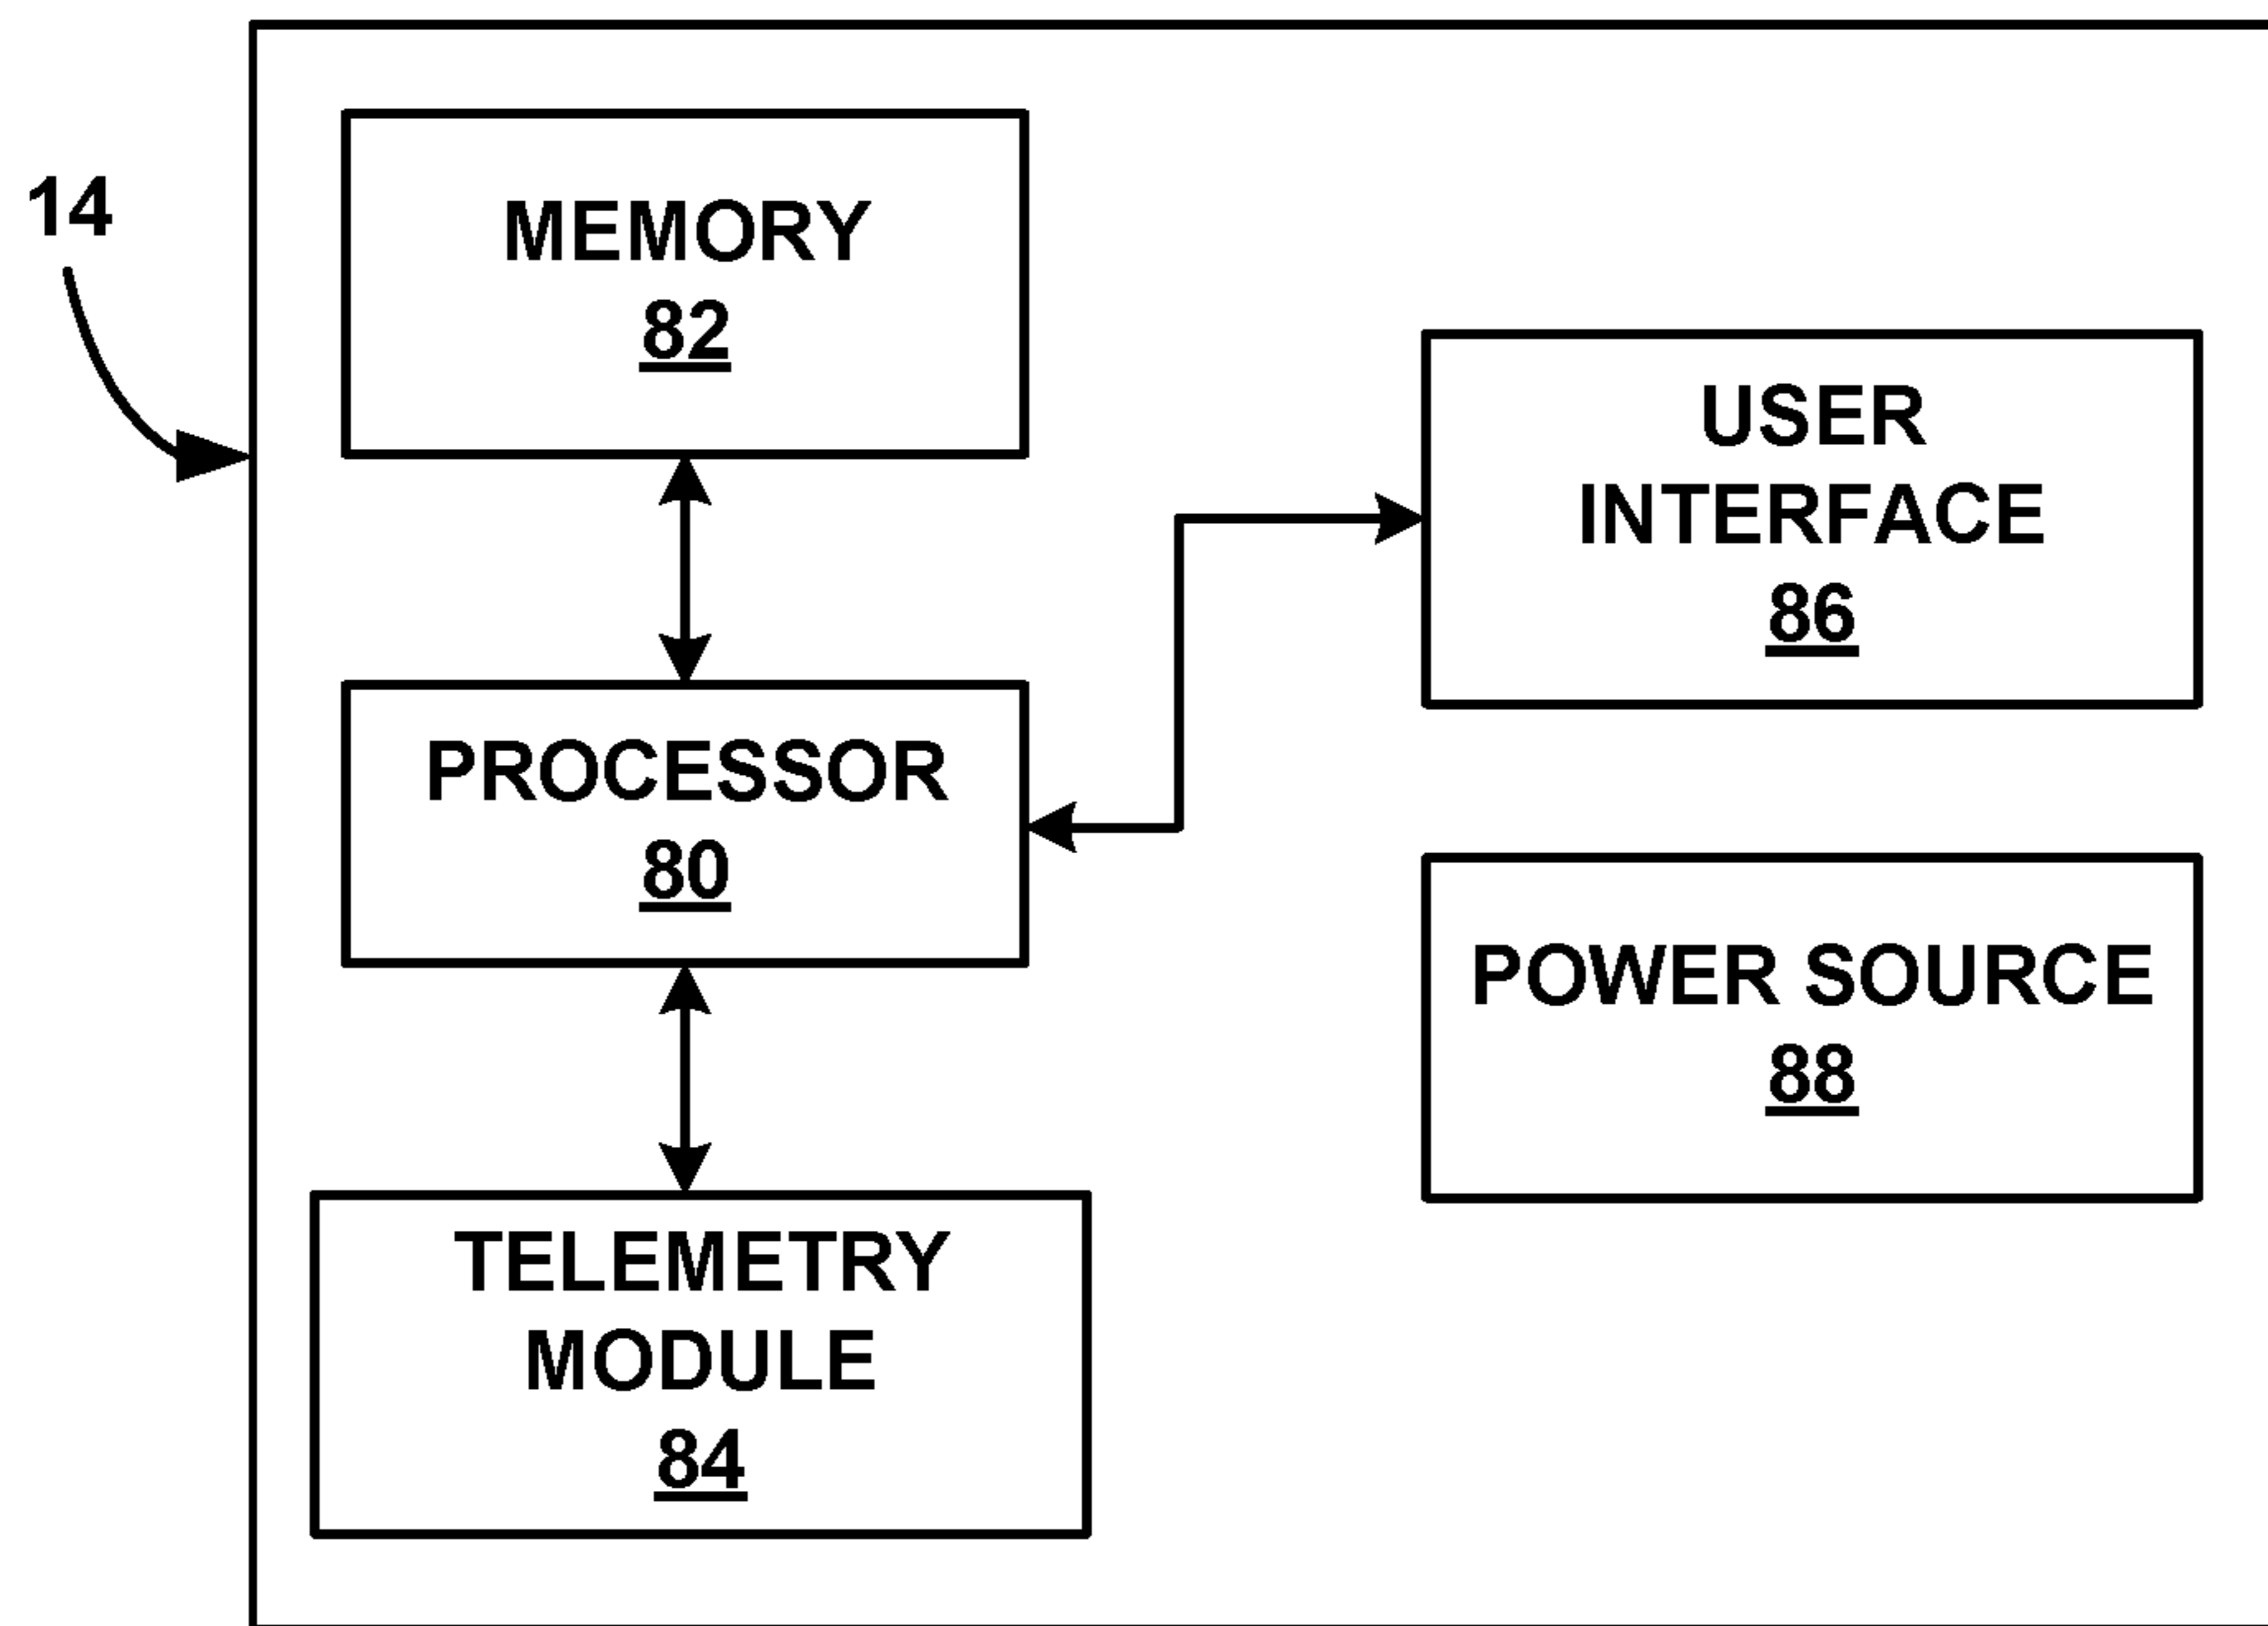 14
MEMORY
82
USER
INTERFACE
86
PROCESSOR
80
POWER SOURCE
88
TELEMETRY
MODULE
84